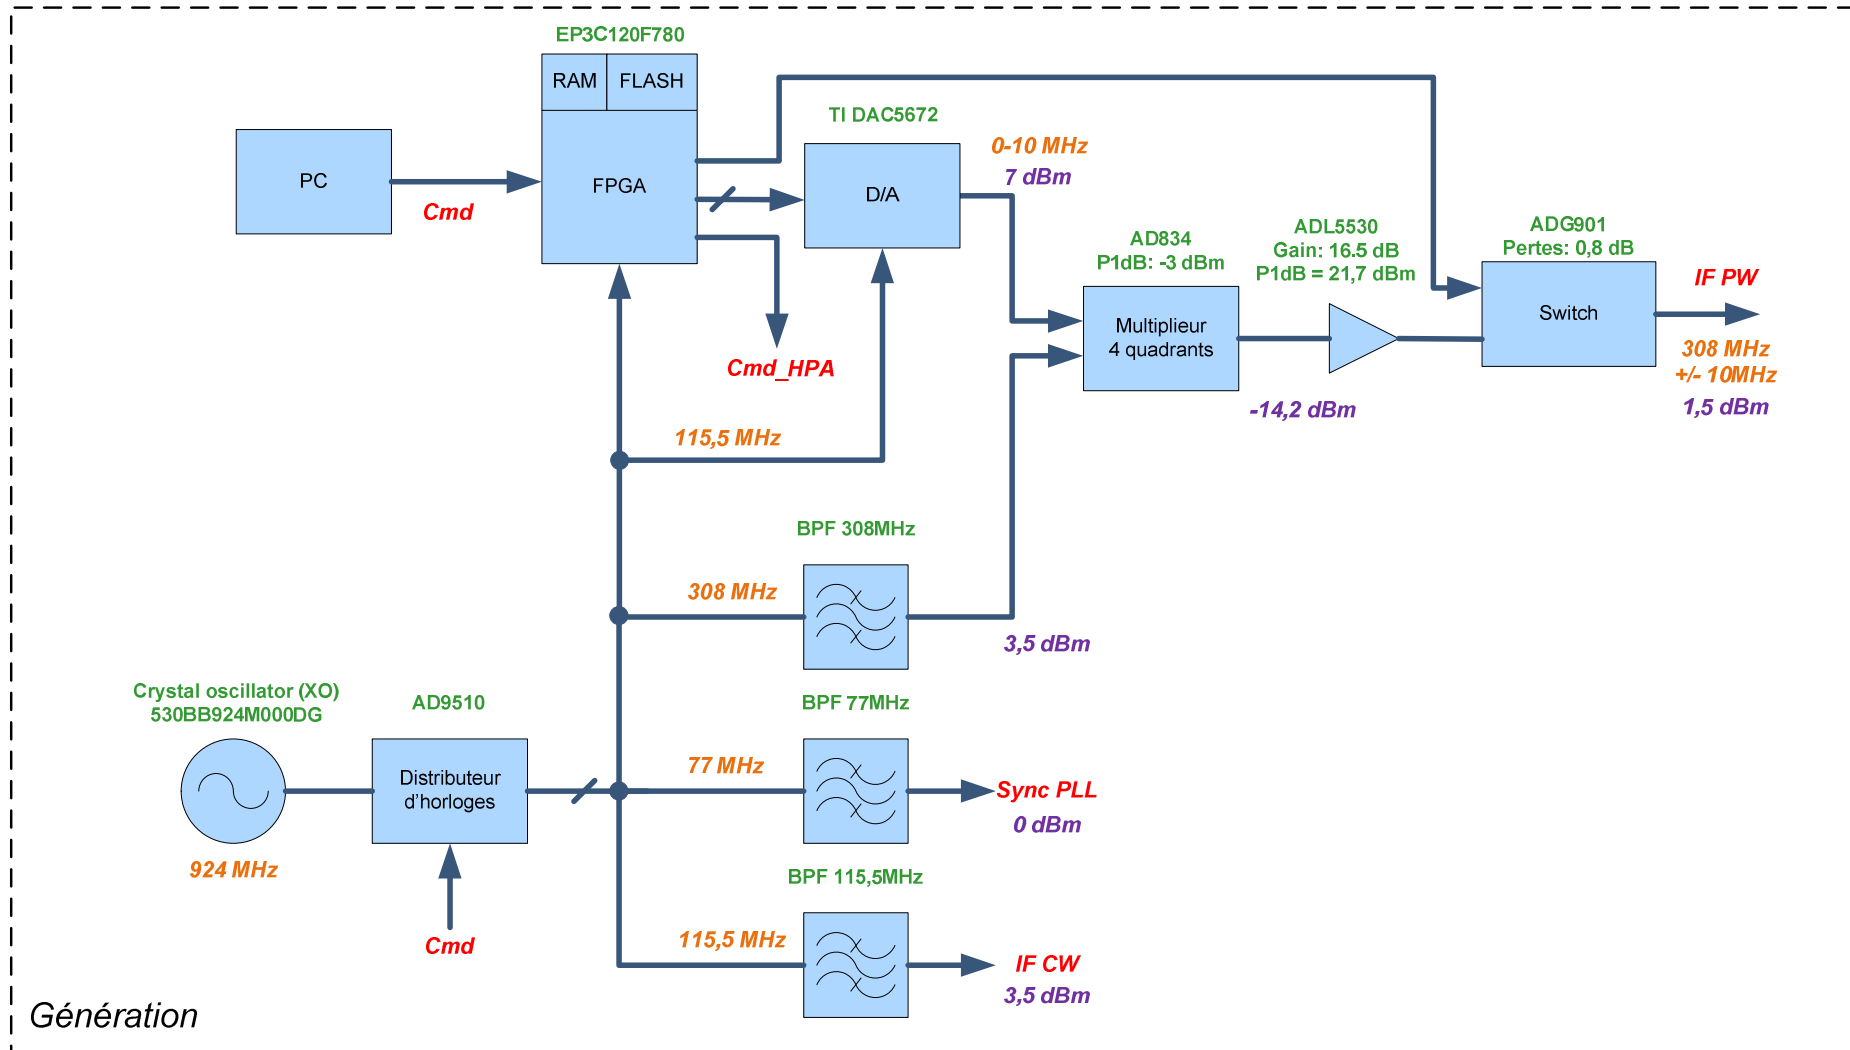 EP3C120F780
RAM
FLASH
FPGA
PC
Cmd
TI DAC5672
D/A
0-10 MHz
7 dBm
Cmd_HPA
115,5 MHz
AD834
P1dB: -3 dBm
Multiplieur
4 quadrants
-14,2 dBm
ADL5530
Gain: 16.5 dB
P1dB = 21,7 dBm
ADG901
Pertes: 0,8 dB
Switch
IF PW
308 MHz
+/- 10MHz
1,5 dBm
BPF 308MHz
308 MHz
3,5 dBm
Crystal oscillator (XO)
530BB924M000DG
924 MHz
AD9510
Distributeur
d'horloges
Cmd
BPF 77MHz
77 MHz
Sync PLL
0 dBm
BPF 115,5MHz
115,5 MHz
IF CW
3,5 dBm
Génération